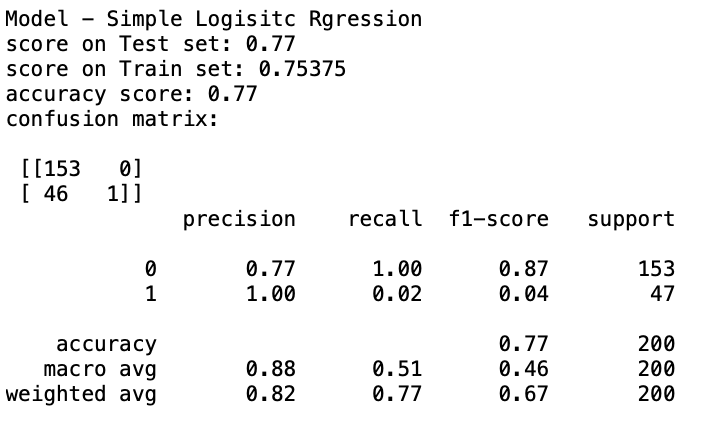 Model - Simple Logisitc Rgression
score on Test set: 0.77
score on Train set: 0.75375
accuracy score: 0.77
confusion matrix:
[[153 0]
[ 46 1]]
precision recall f1-score support
0 0.77 1.00 0.87 153
1 1.00 0.02 0.04 47
accuracy 0.77 200
macro avg 0.88 0.51 0.46 200
weighted avg 0.82 0.77 0.67 200